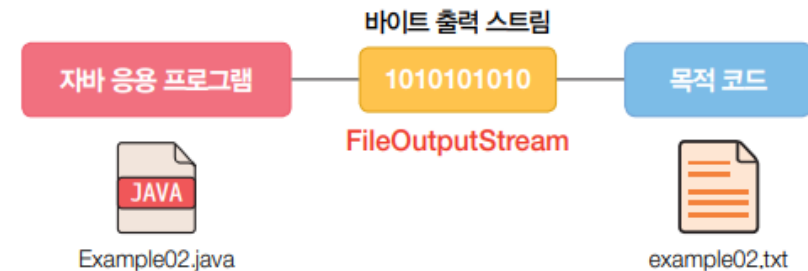 바이트 출력 스트림
자바 응용 프로그램
1010101010
목적 코드
FileOutputStream
JAVA
Example02.java
example02.txt